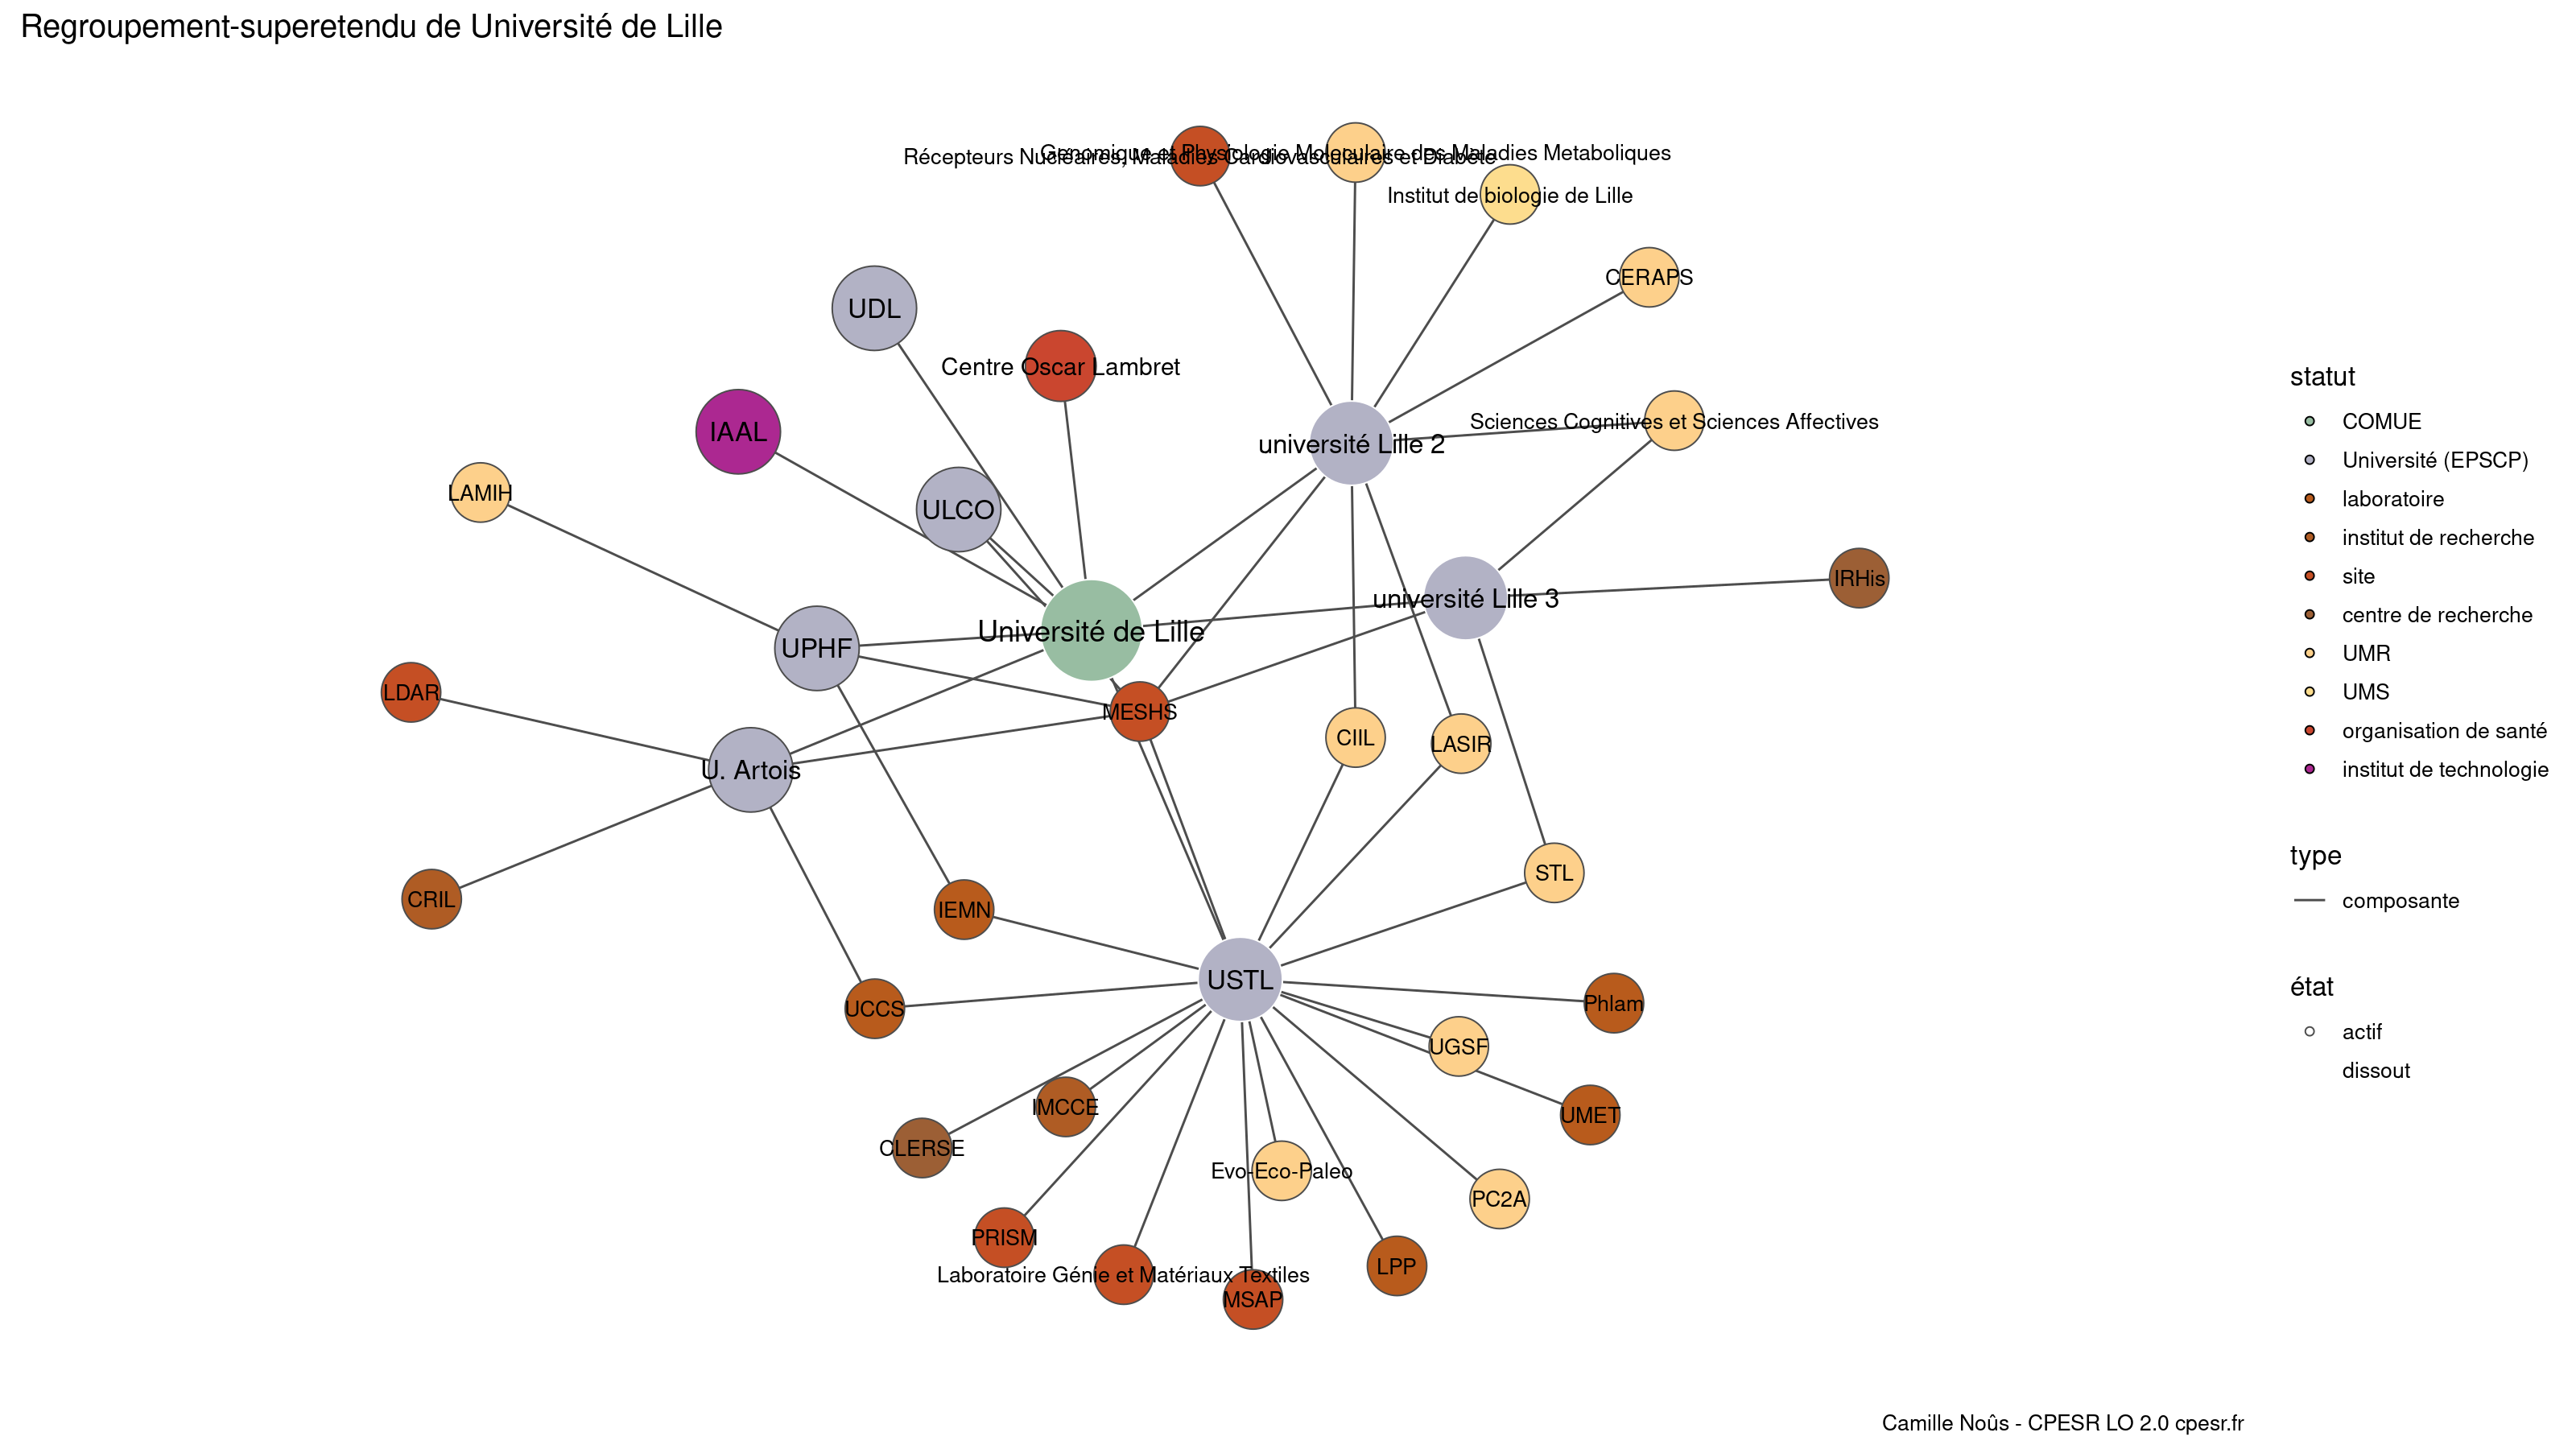 Regroupement-superetendu de Université de Lille
Génomique et Physiologie Moleculaire des Maladies Metaboliques
Récepteurs Nucléaires, Maladies Cardiovasculaires et Diabète
Institut de biologie de Lille
CERAPS
UDL
Centre Oscar Lambret
IAAL
Sciences Cognitives et Sciences Affectives
université Lille 2
LAMIH
ULCO
IRHis
université Lille 3
Université de Lille
UPHF
LDAR
MESHS
CIIL
LASIR
U. Artois
STL
CRIL
IEMN
USTL
UCCS
Phlam
UGSF
IMCCE
UMET
CLERSE
Evo-Eco-Paleo
PC2A
PRISM
Laboratoire Génie et Matériaux Textiles
LPP
MSAP
statut
COMUE
Université (EPSCP)
laboratoire
institut de recherche
site
centre de recherche
UMR
UMS
organisation de santé
institut de technologie
type
composante
état
actif
dissout
Camille Noûs - CPESR LO 2.0 cpesr.fr